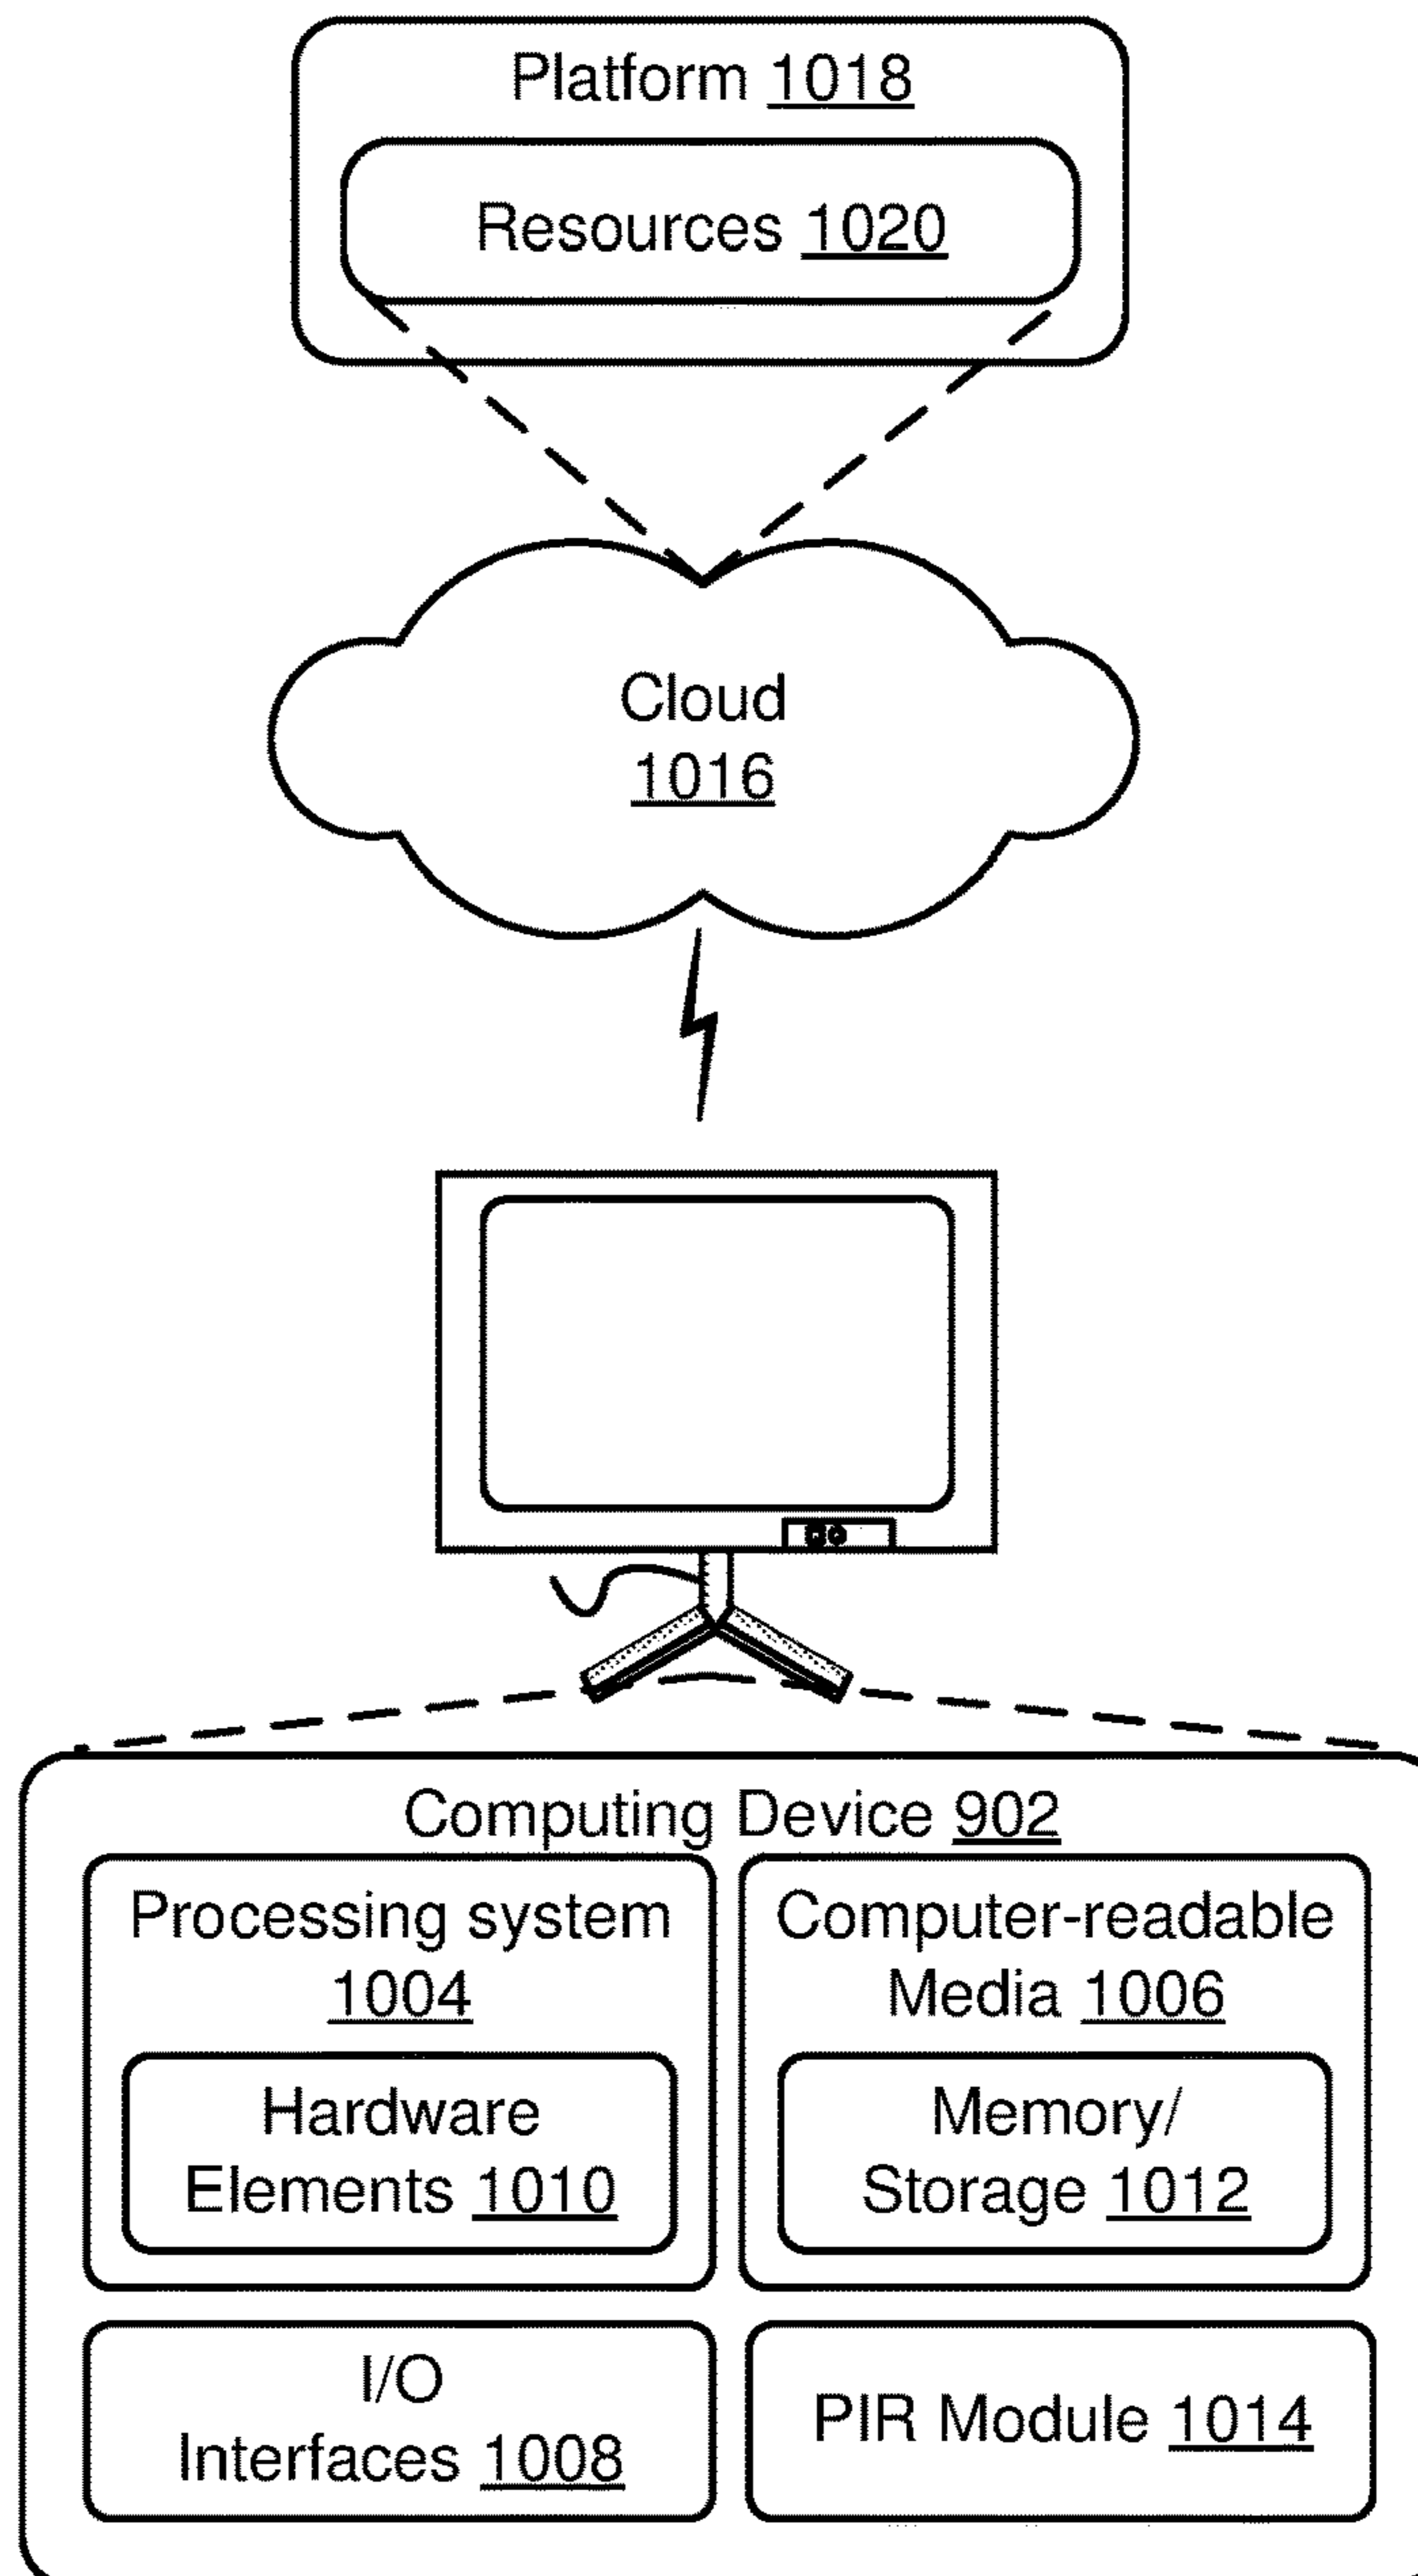 Platform 1018
Resources 1020
Cloud
1016
Computing Device 902
Processing system
1004
Hardware
Elements 1010
Computer-readable
Media 1006
Memory/
Storage 1012
I/O
Interfaces 1008
PIR Module 1014